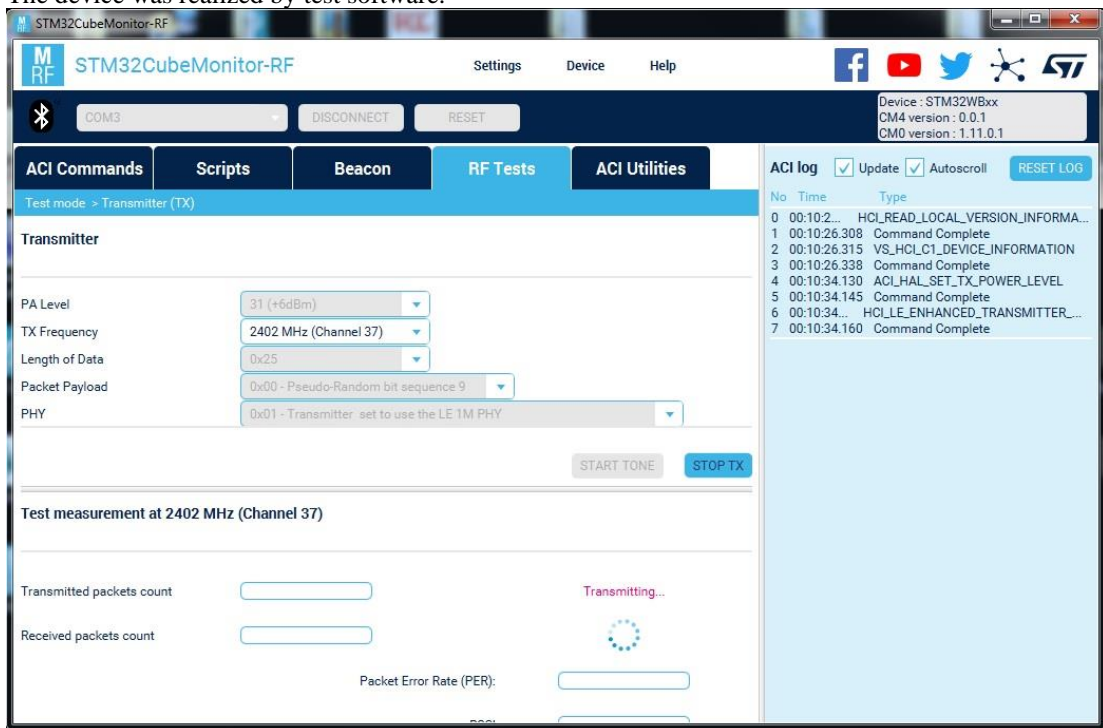 The device was realized by test software.
STM32CubeMonitor-RF
M
RF
STM32CubeMonitor-RF
Settings Device Help
COM3 DISCONNECT RESET
Device : STM32WBxx
CM4 version : 0.0.1
CM0 version : 1.11.0.1
ACI Commands Scripts Beacon RF Tests ACI Utilities
Test mode > Transmitter (TX)
Transmitter
PA Level 31 (+6dBm)
TX Frequency 2402 MHz (Channel 37)
Length of Data 0x25
Packet Payload 0x00 - Pseudo-Random bit sequence 9
PHY 0x01 - Transmitter set to use the LE 1M PHY
START TONE STOP TX
Test measurement at 2402 MHz (Channel 37)
Transmitted packets count Transmitting...
Received packets count
Packet Error Rate (PER):
ACI log Update Autoscroll RESET LOG
No Time Type
0 00:10:2... HCI_READ_LOCAL_VERSION_INFORMA...
1 00:10:26.308 Command Complete
2 00:10:26.315 VS_HCI_C1_DEVICE_INFORMATION
3 00:10:26.338 Command Complete
4 00:10:34.130 ACI_HAL_SET_TX_POWER_LEVEL
5 00:10:34.145 Command Complete
6 00:10:34... HCI_LE_ENHANCED_TRANSMITTER_...
7 00:10:34.160 Command Complete